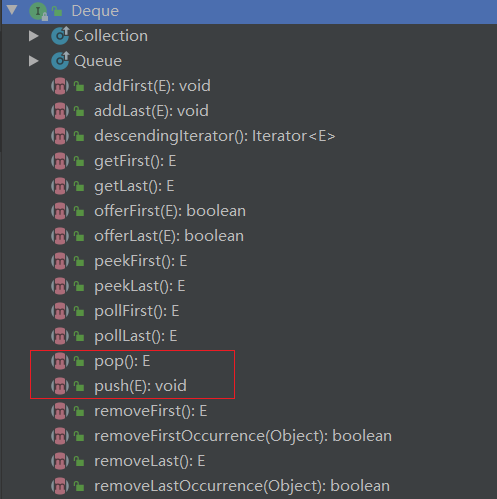 Deque
Collection
Queue
addFirst(E): void
addLast(E): void
descendingIterator(): Iterator<E>
getFirst(): E
getLast(): E
offerFirst(E): boolean
offerLast(E): boolean
peekFirst(): E
peekLast(): E
pollFirst(): E
pollLast(): E
pop(): E
push(E): void
removeFirst(): E
removeFirstOccurrence(Object): boolean
removeLast(): E
removeLastOccurrence(Object): boolean